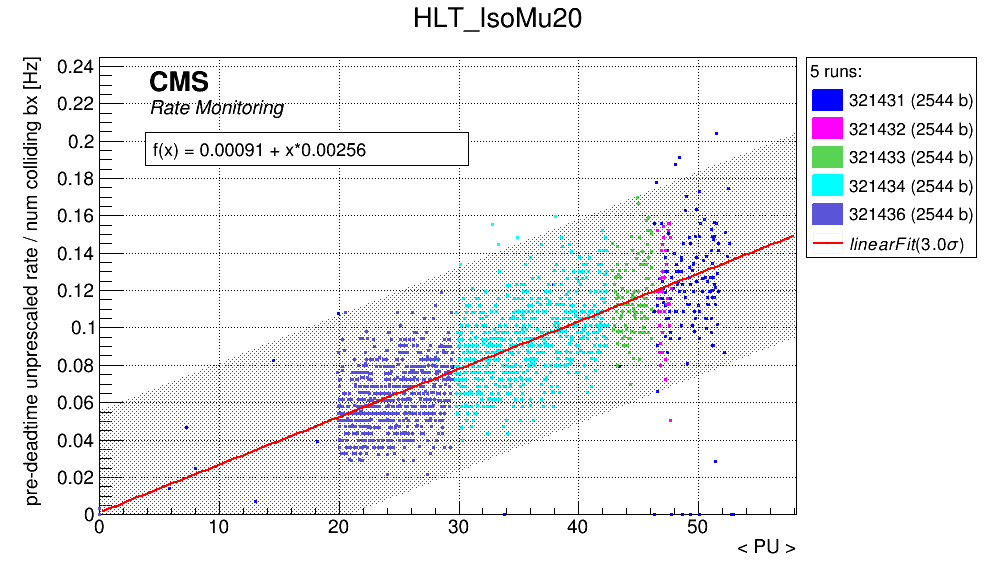 HLT_IsoMu20
pre-deadtime unprescaled rate / num colliding bx [Hz]
0.24
0.22
0.2
0.18
0.16
0.14
0.12
0.1
0.08
0.06
0.04
0.02
0
CMS
Rate Monitoring
f(x) = 0.00091 + x*0.00256
0 10 20 30 40 50
< PU >
5 runs:
321431 (2544 b)
321432 (2544 b)
321433 (2544 b)
321434 (2544 b)
321436 (2544 b)
linearFit(3.0σ)